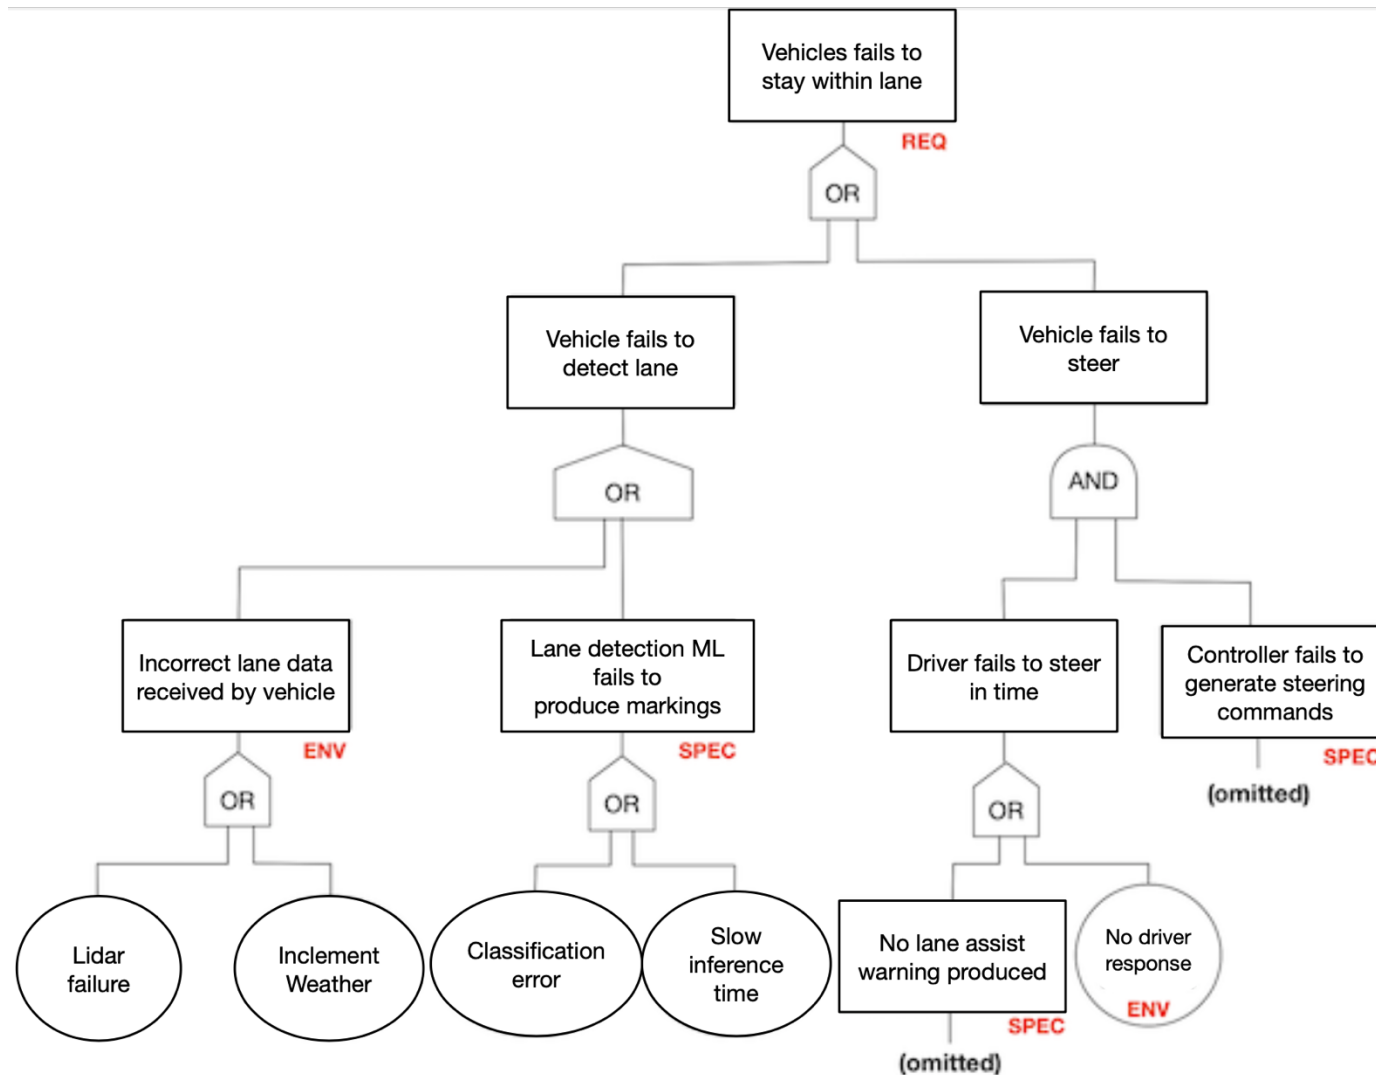 Vehicles fails to
stay within lane
REQ
OR
Vehicle fails to
detect lane
Vehicle fails to
steer
OR
AND
Incorrect lane data
received by vehicle
ENV
Lane detection ML
fails to
produce markings
SPEC
Driver fails to steer
in time
Controller fails to
generate steering
commands
SPEC
(omitted)
OR
OR
OR
Lidar
failure
Inclement
Weather
Classification
error
Slow
inference
time
No lane assist
warning produced
SPEC
(omitted)
No driver
response
ENV